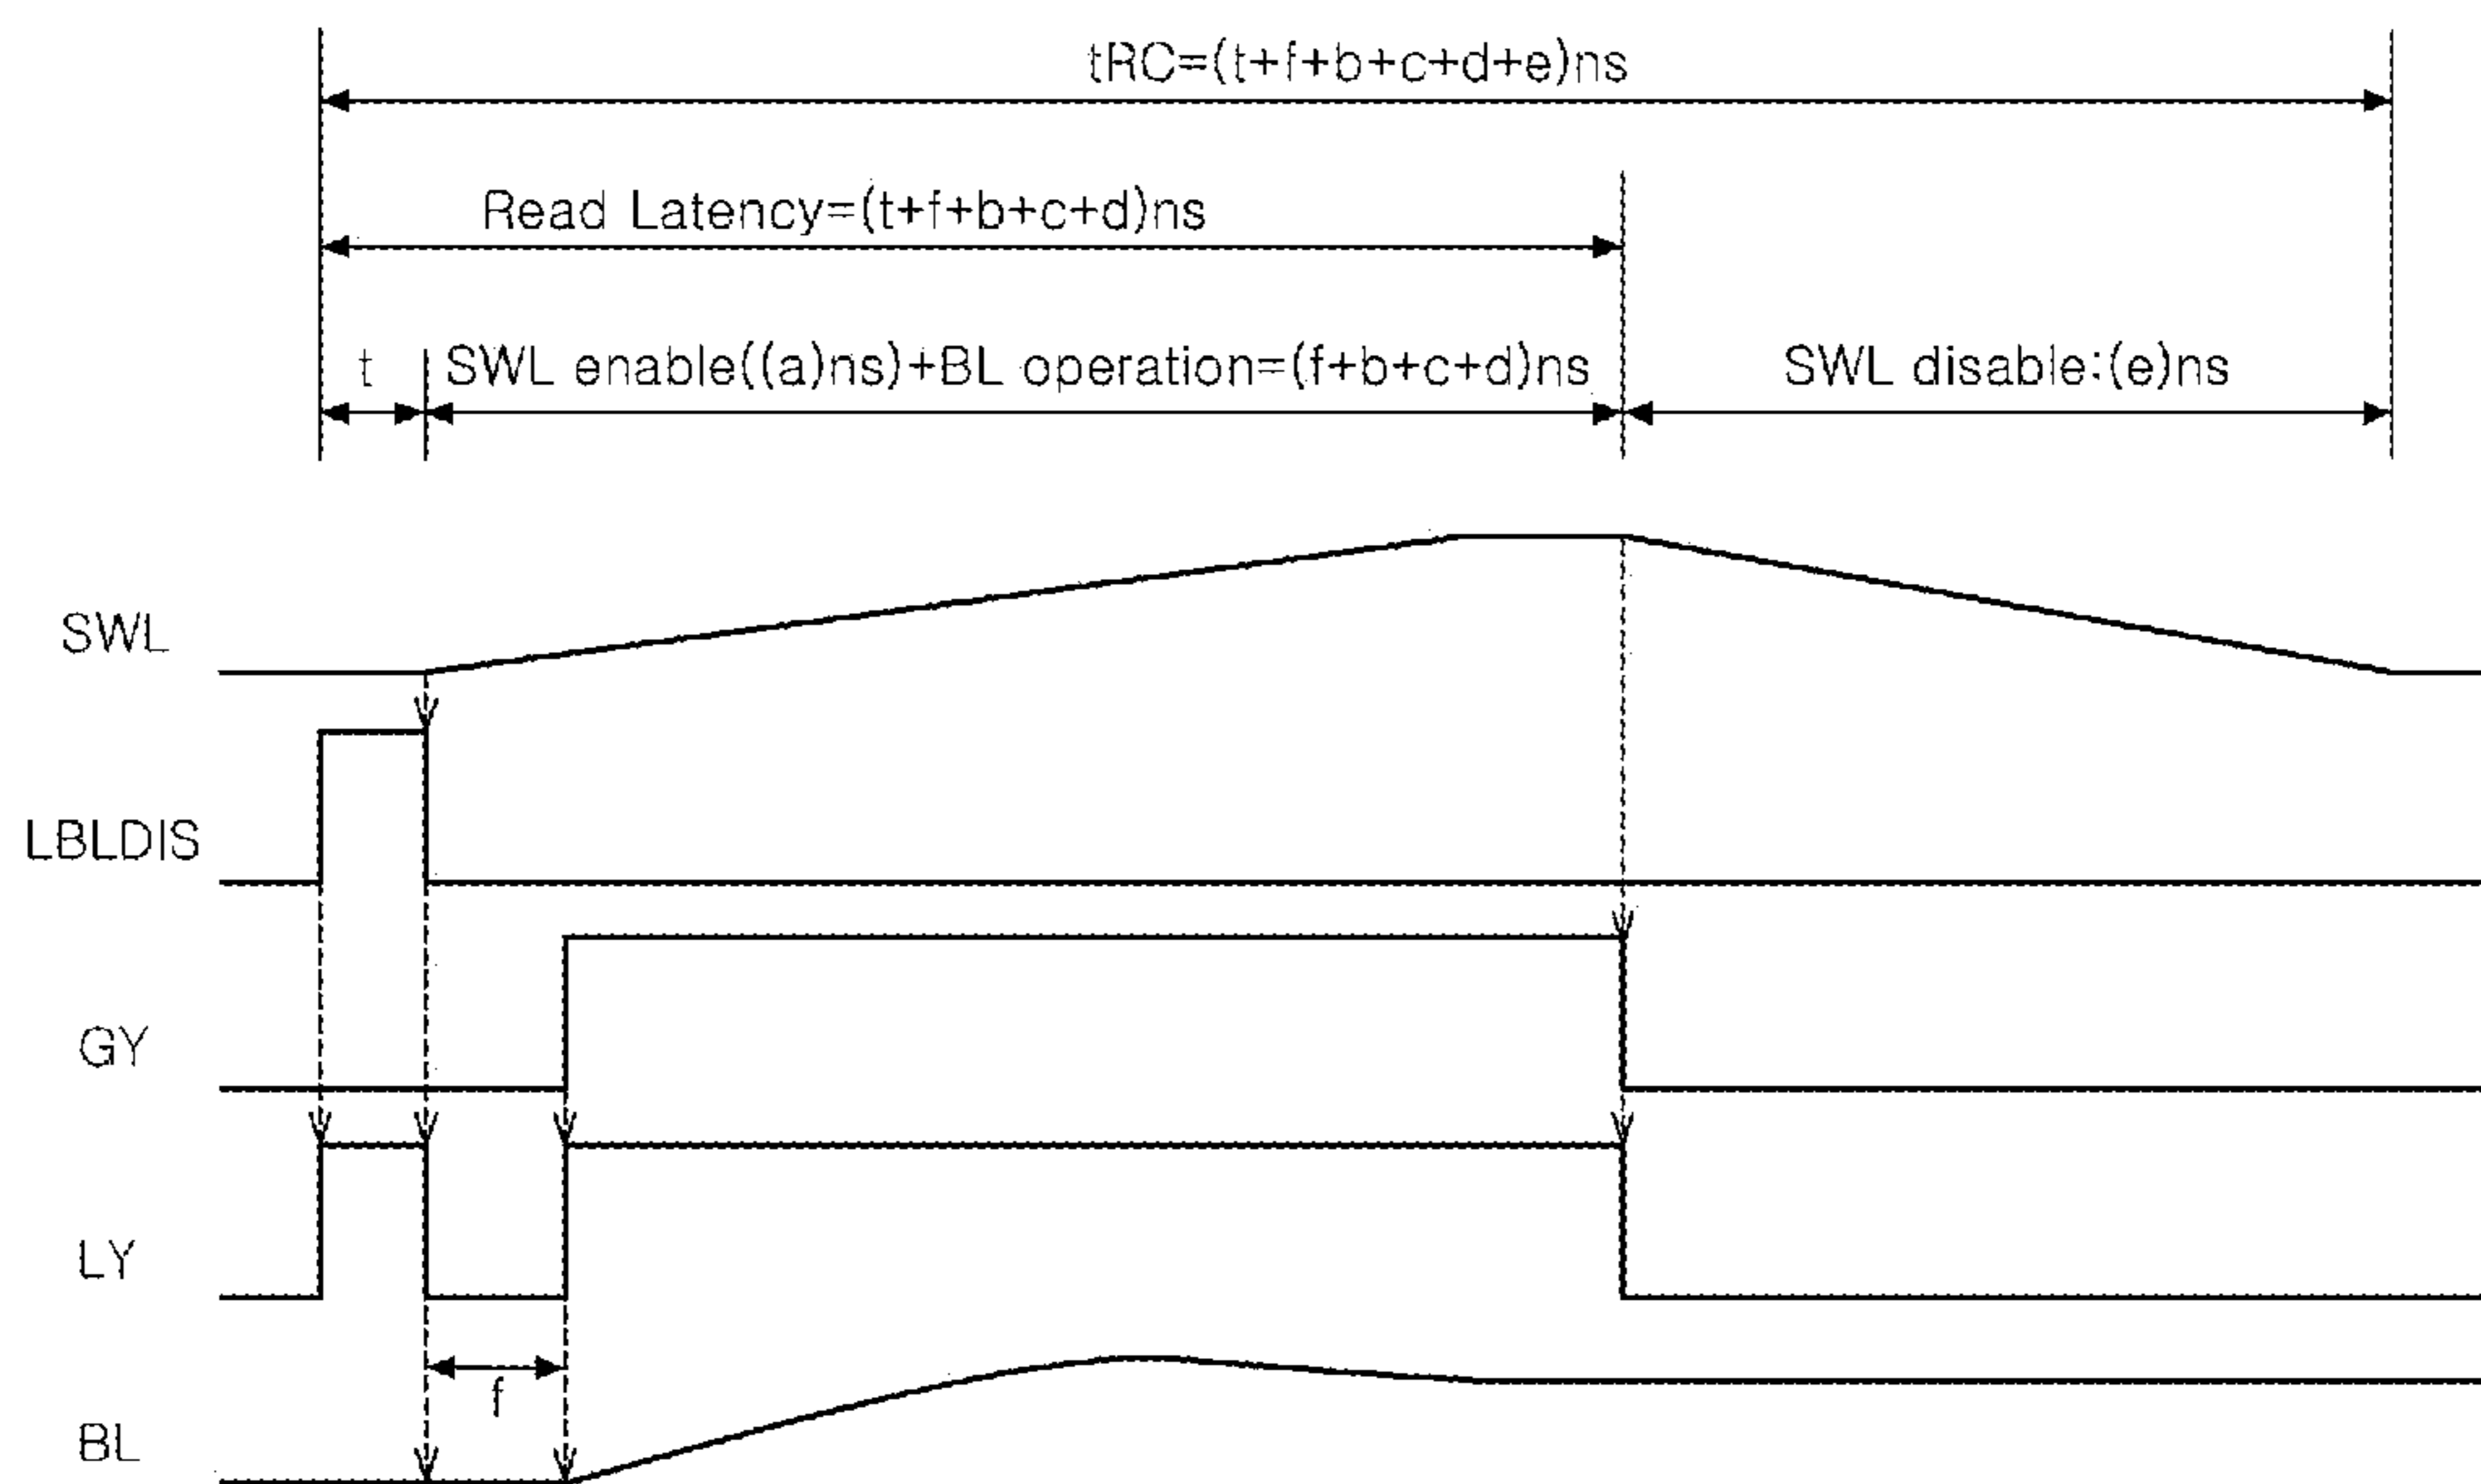 tRC=(t+f+b+c+d+e)ns
Read Latency=(t+f+b+c+d)ns
t
SWL enable((a)ns)+BL operation=(f+b+c+d)ns
SWL disable:(e)ns
SWL
LBLDIS
GY
LY
f
BL